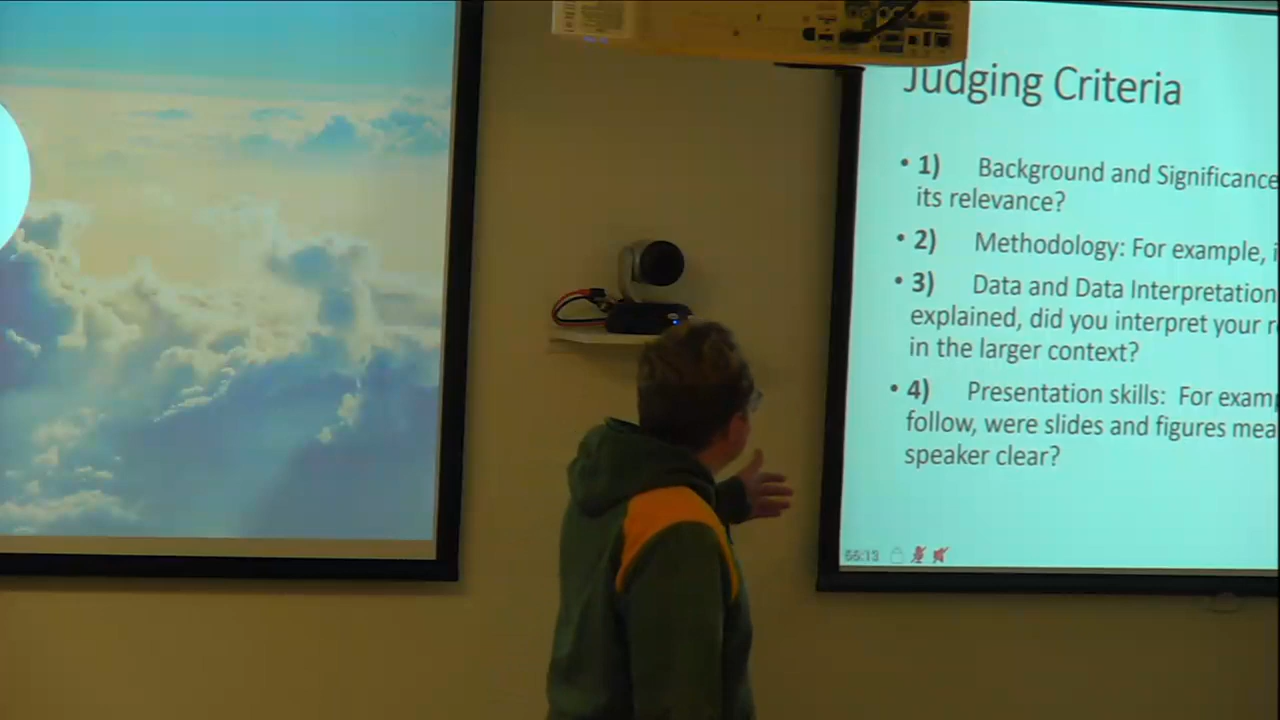 Judging Criteria
• 1) Background and Significance
its relevance?
• 2) Methodology: For example, i
• 3) Data and Data Interpretation
explained, did you interpret your r
in the larger context?
• 4) Presentation skills: For exam
follow, were slides and figures mea
speaker clear?